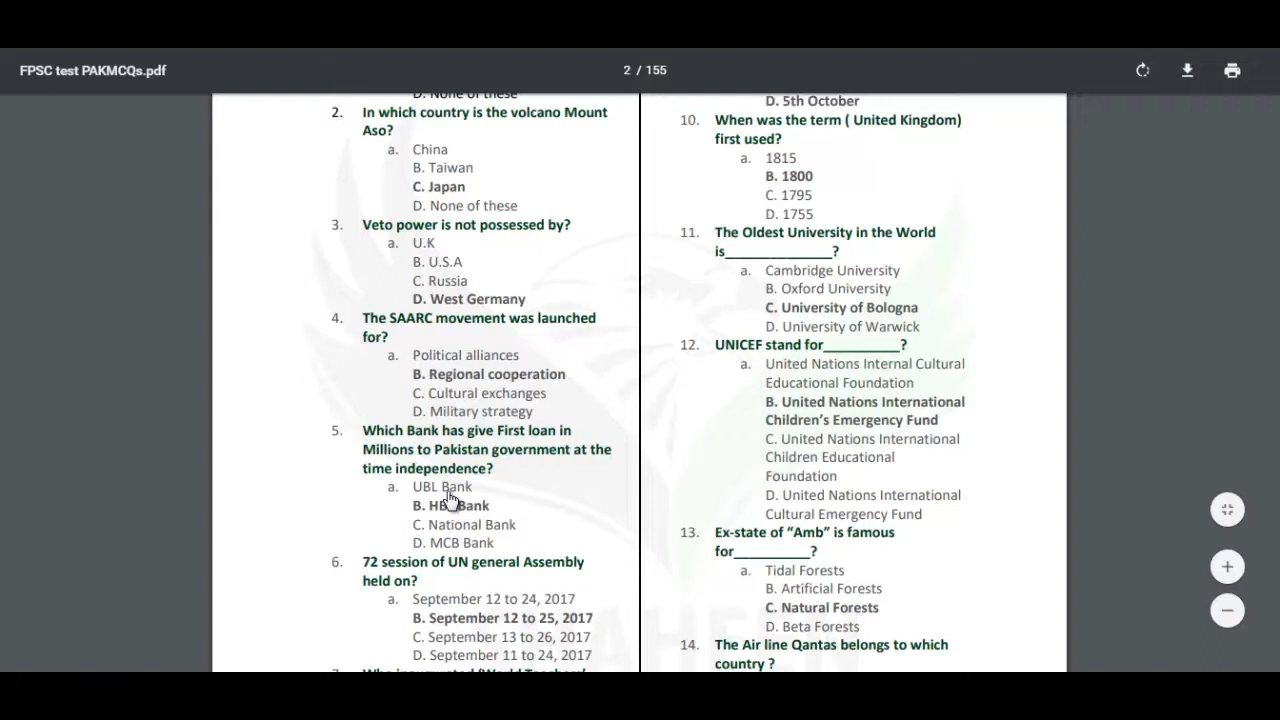 FPSC test PAKMCQs.pdf
2 / 155
D. None of these
2. In which country is the volcano Mount
Aso?
a. China
B. Taiwan
C. Japan
D. None of these
3. Veto power is not possessed by?
a. U.K
B. U.S.A
C. Russia
D. West Germany
4. The SAARC movement was launched
for?
a. Political alliances
B. Regional cooperation
C. Cultural exchanges
D. Military strategy
5. Which Bank has give First loan in
Millions to Pakistan government at the
time independence?
a. UBL Bank
B. HBL Bank
C. National Bank
D. MCB Bank
6. 72 session of UN general Assembly
held on?
a. September 12 to 24, 2017
B. September 12 to 25, 2017
C. September 13 to 26, 2017
D. September 11 to 24, 2017
D. 5th October
10. When was the term ( United Kingdom)
first used?
a. 1815
B. 1800
C. 1795
D. 1755
11. The Oldest University in the World
is______________?
a. Cambridge University
B. Oxford University
C. University of Bologna
D. University of Warwick
12. UNICEF stand for__________?
a. United Nations Internal Cultural
Educational Foundation
B. United Nations International
Children’s Emergency Fund
C. United Nations International
Children Educational
Foundation
D. United Nations International
Cultural Emergency Fund
13. Ex-state of “Amb” is famous
for__________?
a. Tidal Forests
B. Artificial Forests
C. Natural Forests
D. Beta Forests
14. The Air line Qantas belongs to which
country ?